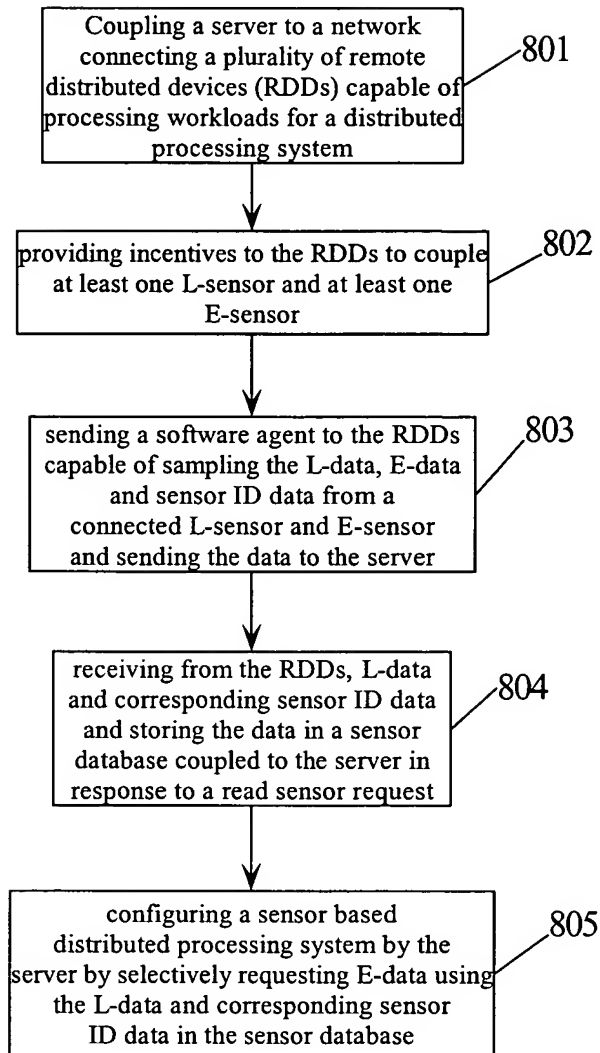 Coupling a server to a network
connecting a plurality of remote
distributed devices (RDDs) capable of
processing workloads for a distributed
processing system
801
providing incentives to the RDDs to couple
at least one L-sensor and at least one
E-sensor
802
sending a software agent to the RDDs
capable of sampling the L-data, E-data
and sensor ID data from a
connected L-sensor and E-sensor
and sending the data to the server
803
receiving from the RDDs, L-data
and corresponding sensor ID data
and storing the data in a sensor
database coupled to the server in
response to a read sensor request
804
configuring a sensor based
distributed processing system by the
server by selectively requesting E-data using
the L-data and corresponding sensor
ID data in the sensor database
805